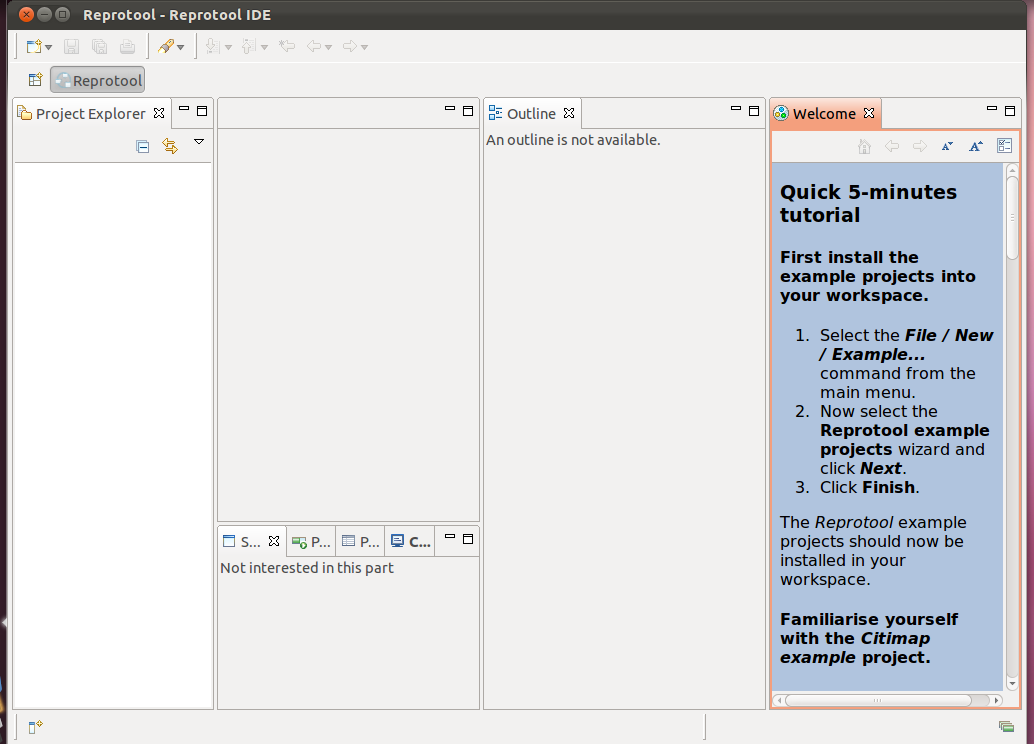 Reprotool - Reprotool IDE
Reprotool
Project Explorer
Outline
Welcome
An outline is not available.
Quick 5-minutes
tutorial
First install the
example projects into
your workspace.
1. Select the File / New
/ Example...
command from the
main menu.
2. Now select the
Reprotool example
projects wizard and
click Next.
3. Click Finish.
The Reprotool example
projects should now be
installed in your
workspace.
Familiarise yourself
with the Citimap
example project.
S... P... P... C...
Not interested in this part